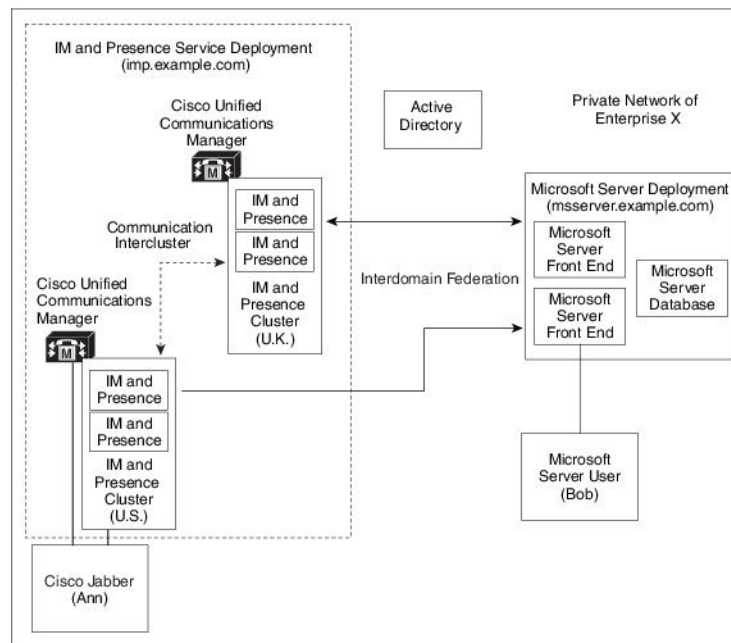 IM and Presence Service Deployment
(imp.example.com)
Cisco Unified
Communications
Manager
M
IM and
Presence
IM and
Presence
IM and
Presence
Cluster
(U.K.)
Communication
Intercluster
Cisco Unified
Communications
Manager
M
IM and
Presence
IM and
Presence
IM and
Presence
Cluster
(U.S.)
Cisco Jabber
(Ann)
Active
Directory
Private Network of
Enterprise X
Interdomain Federation
Microsoft Server Deployment
(msserver.example.com)
Microsoft
Server
Front End
Microsoft
Server
Front End
Microsoft
Server
Database
Microsoft
Server User
(Bob)